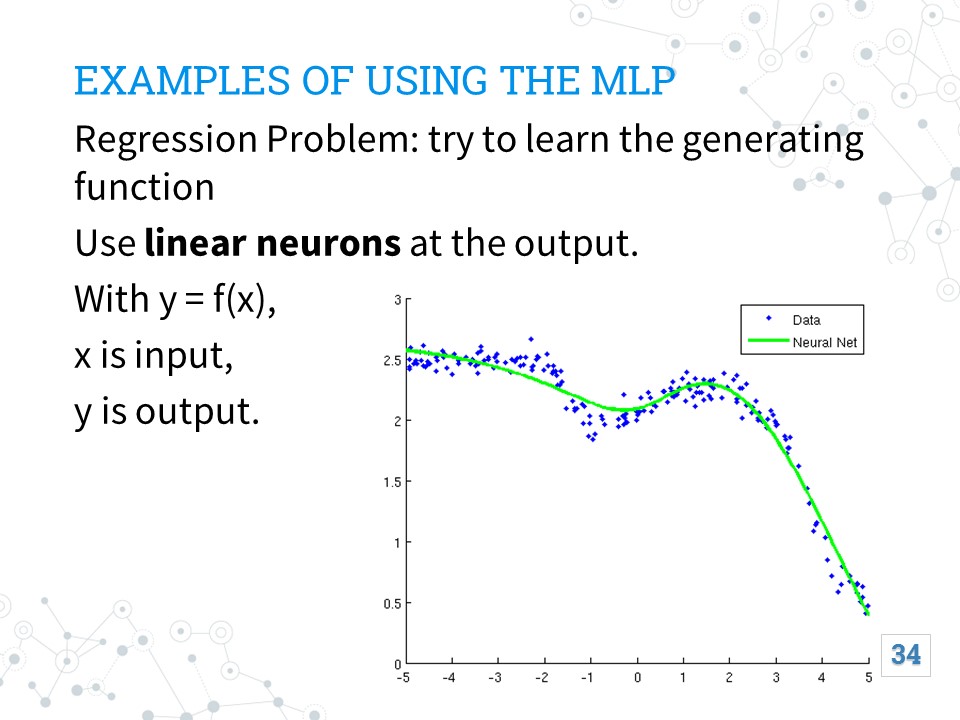 EXAMPLES OF USING THE MLP
Regression Problem: try to learn the generating
function
Use linear neurons at the output.
With y = f(x),
x is input,
y is output.
3
2.5
2
1.5
1
0.5
0
-5 -4 -3 -2 -1 0 1 2 3 4 5
Data
Neural Net
34